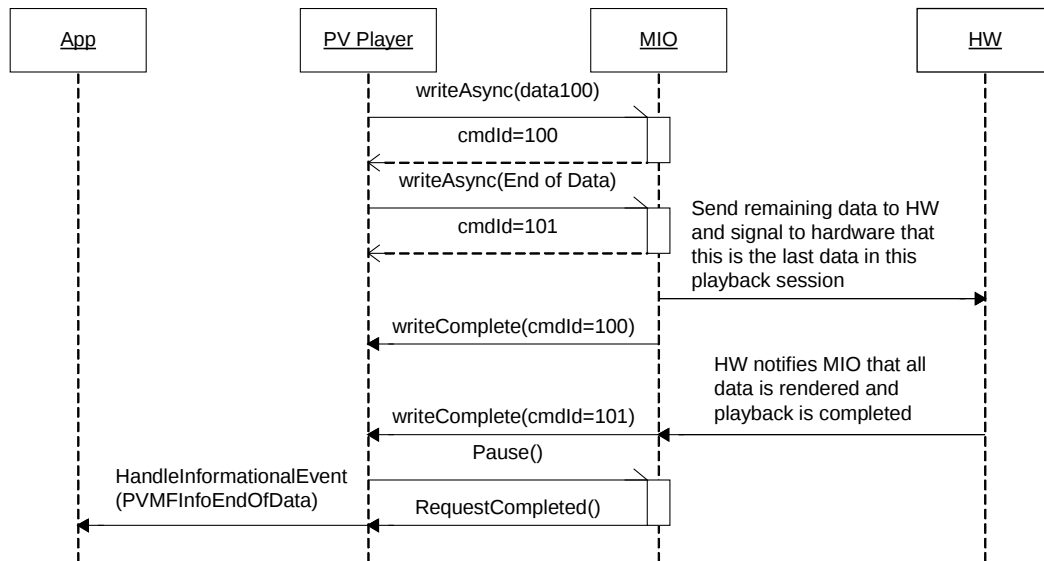 App
PV Player
MIO
HW
writeAsync(data100)
cmdId=100
writeAsync(End of Data)
cmdId=101
Send remaining data to HW
and signal to hardware that
this is the last data in this
playback session
writeComplete(cmdId=100)
HW notifies MIO that all
data is rendered and
playback is completed
writeComplete(cmdId=101)
Pause()
HandleInformationalEvent
(PVMFInfoEndOfData)
RequestCompleted()